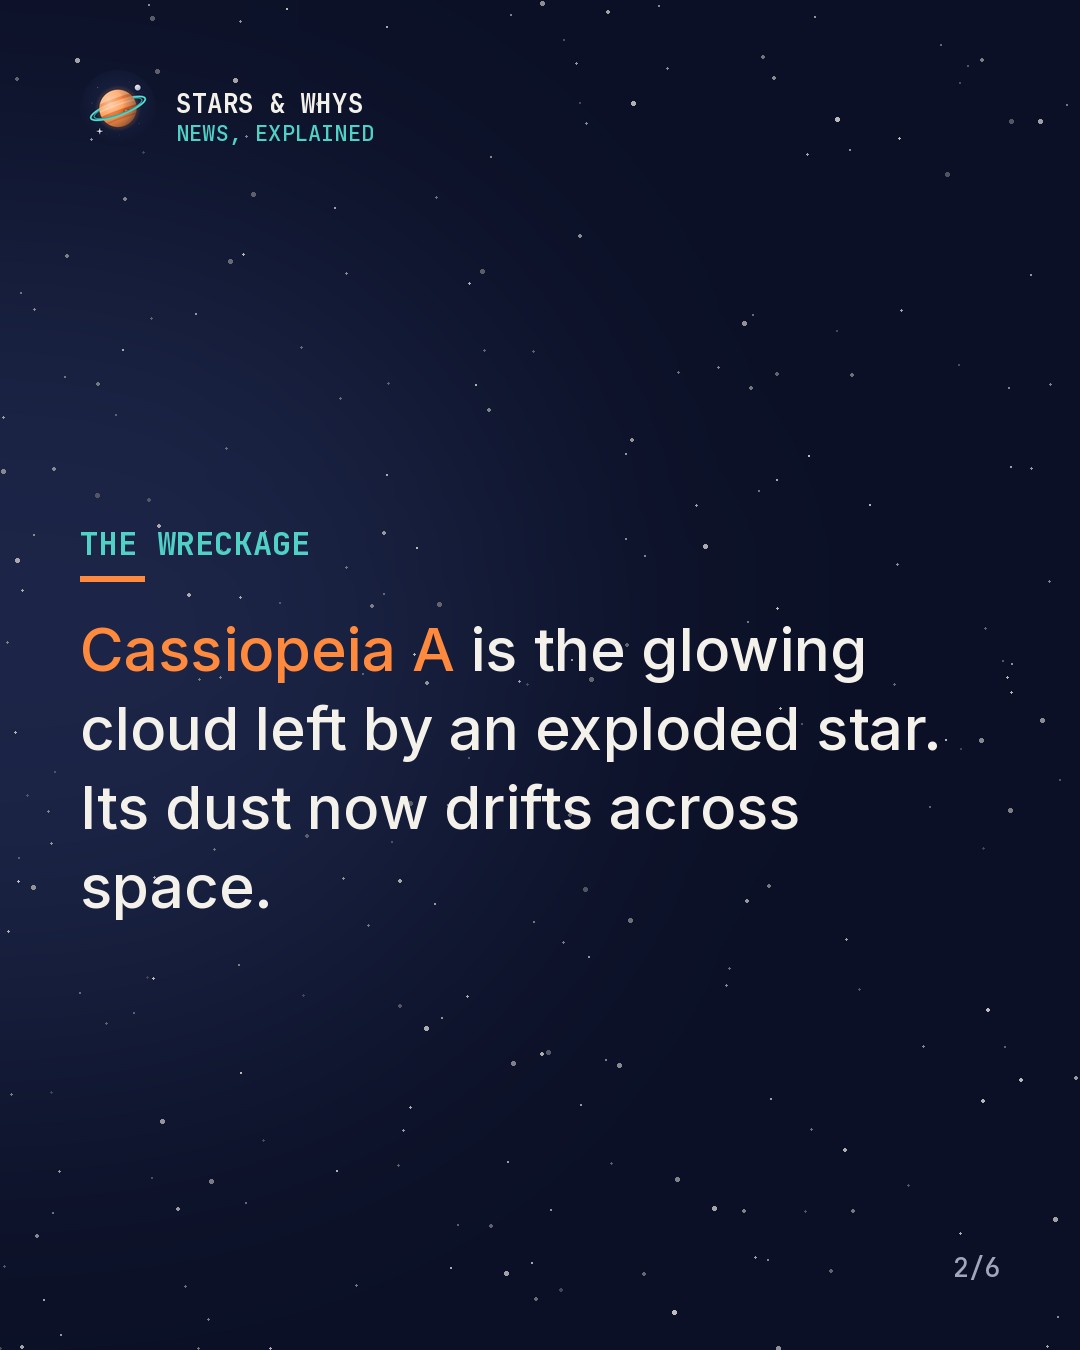 STARS & WHYS
NEWS, EXPLAINED
THE WRECKAGE
Cassiopeia A is the glowing
cloud left by an exploded star.
Its dust now drifts across
space.
2/6